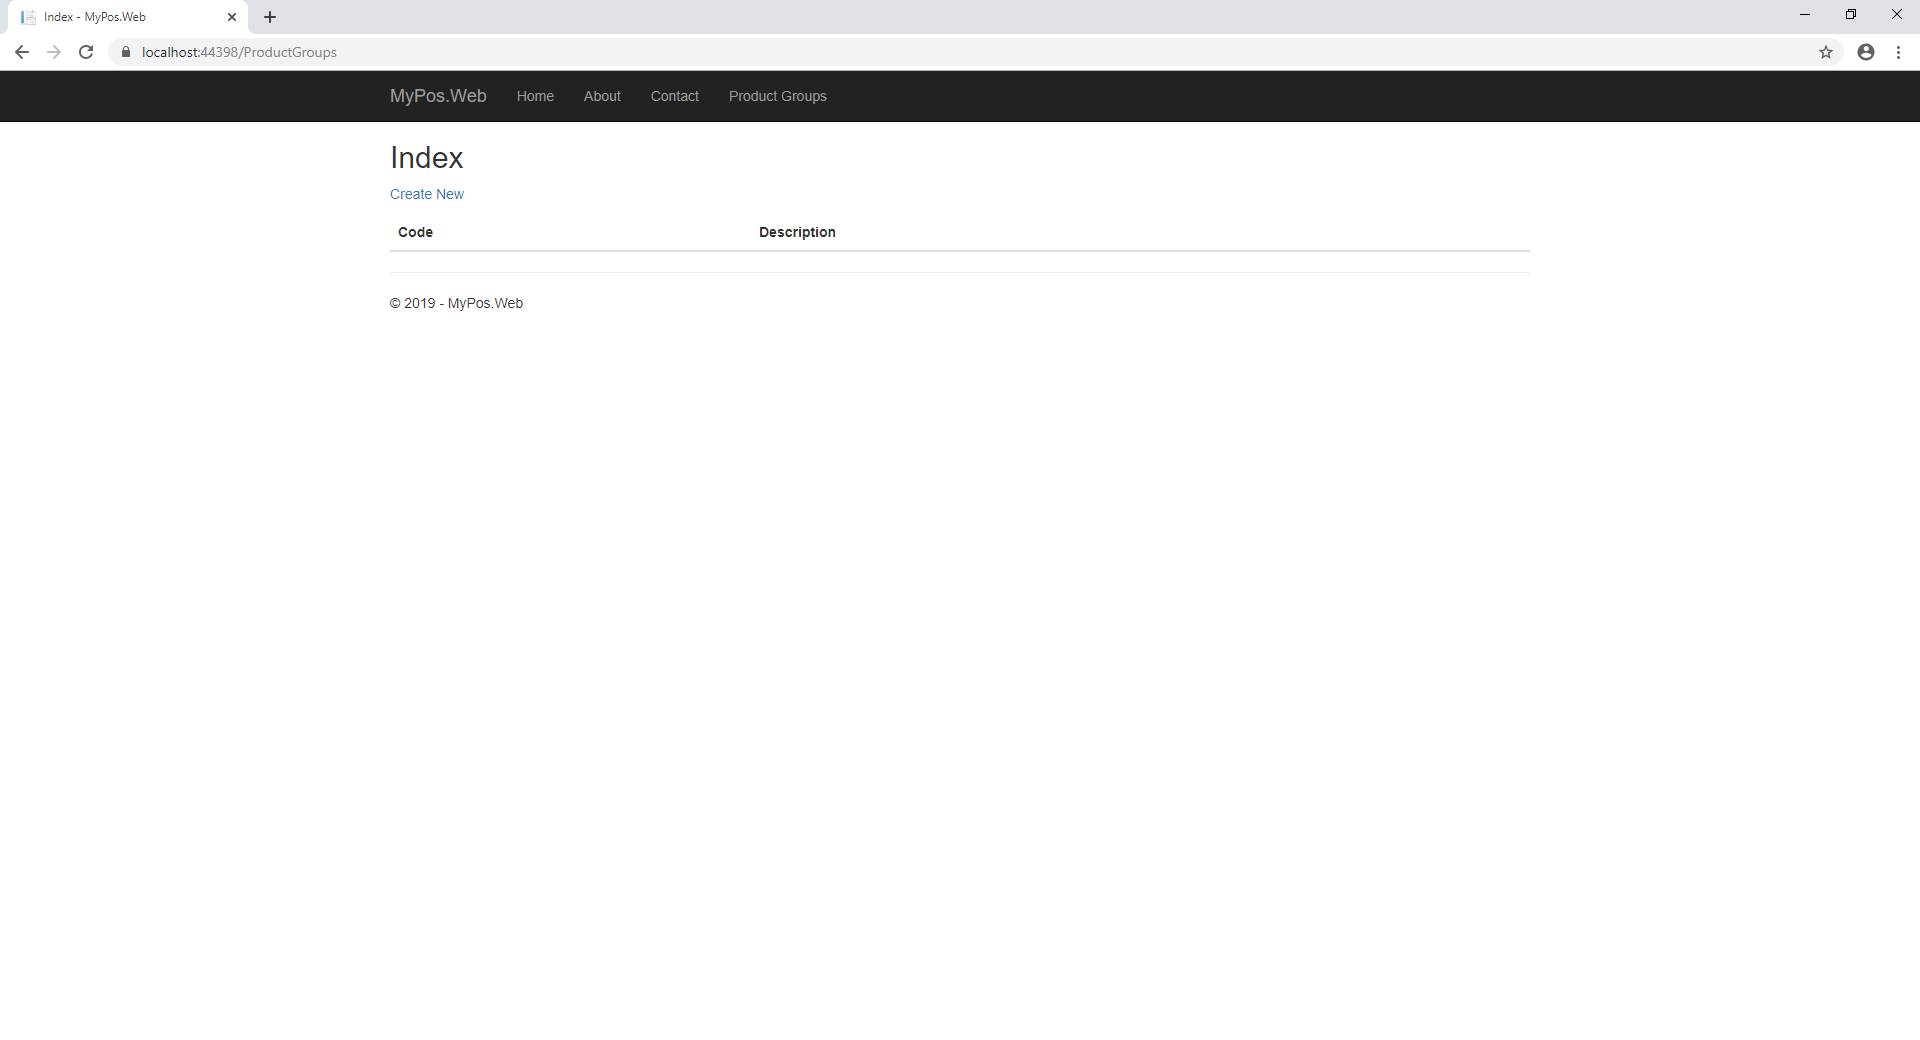 Index - MyPos.Web
localhost:44398/ProductGroups
MyPos.Web Home About Contact Product Groups
Index
Create New
Code Description
© 2019 - MyPos.Web